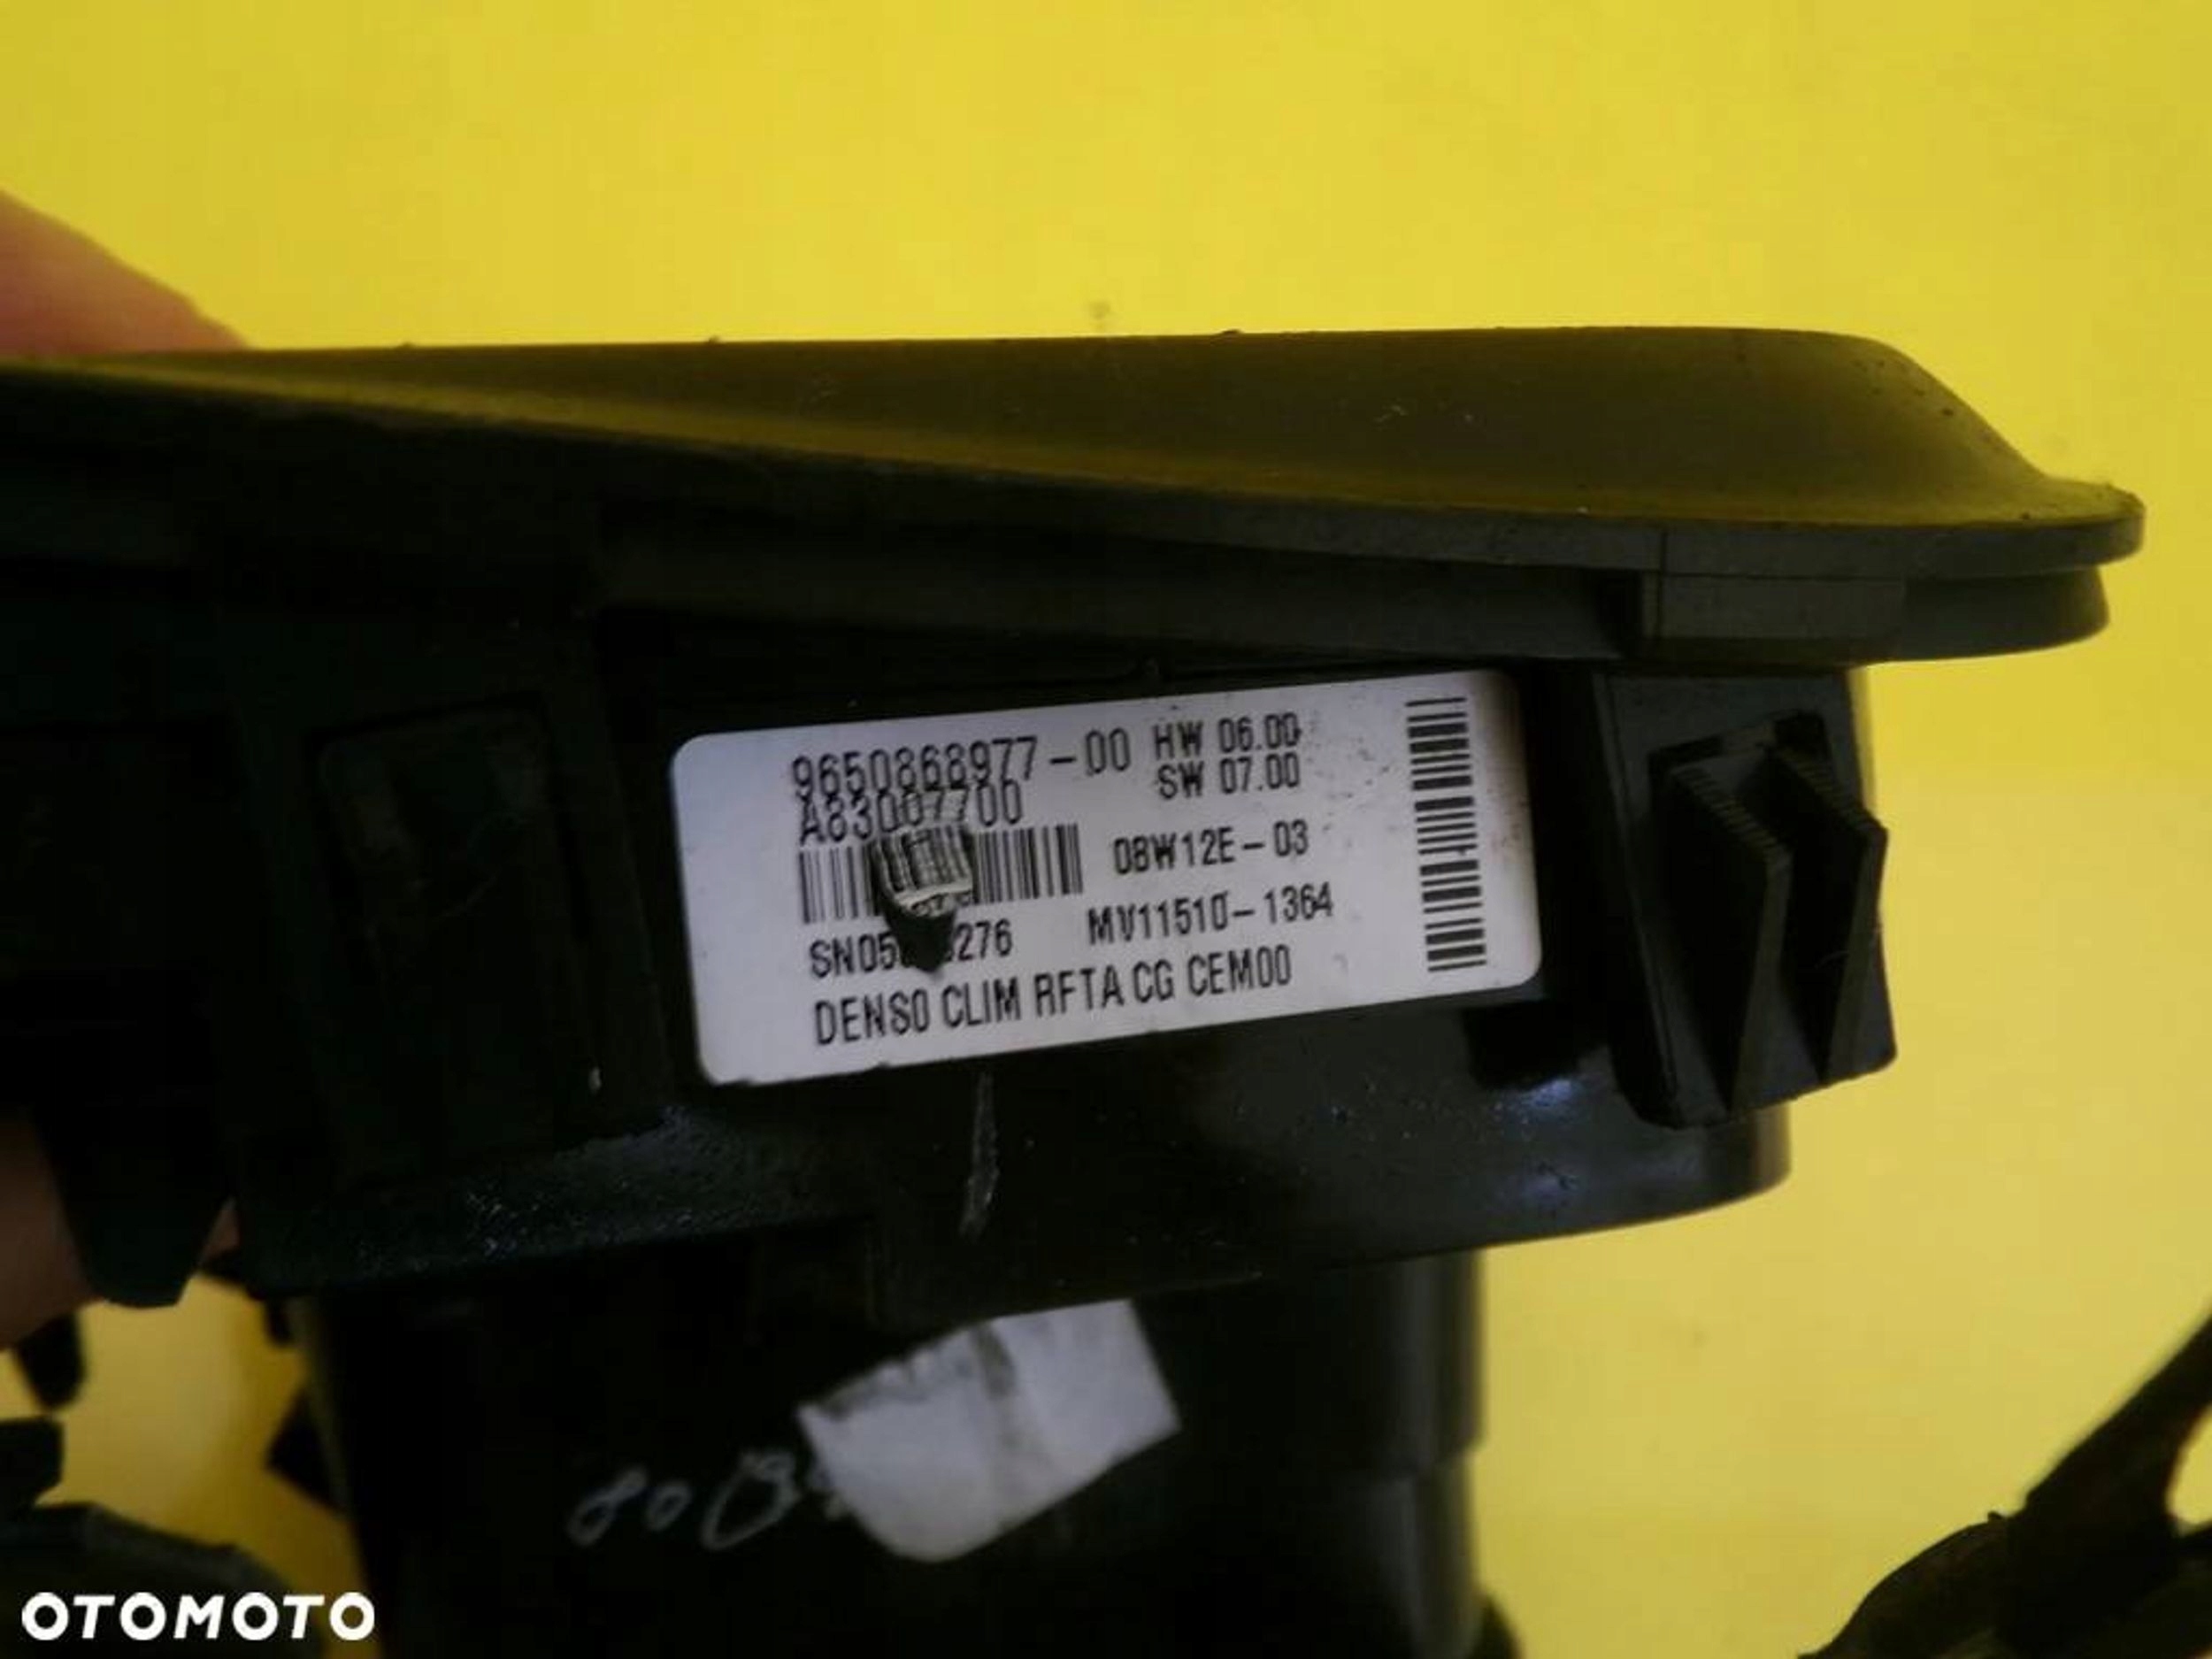 9650868977-00 HW 06.00
SW 07.00
A83007700
08W12E-03
MV11510-1364
DENSO CLIM RFTA CG CEM00
OTOMOTO